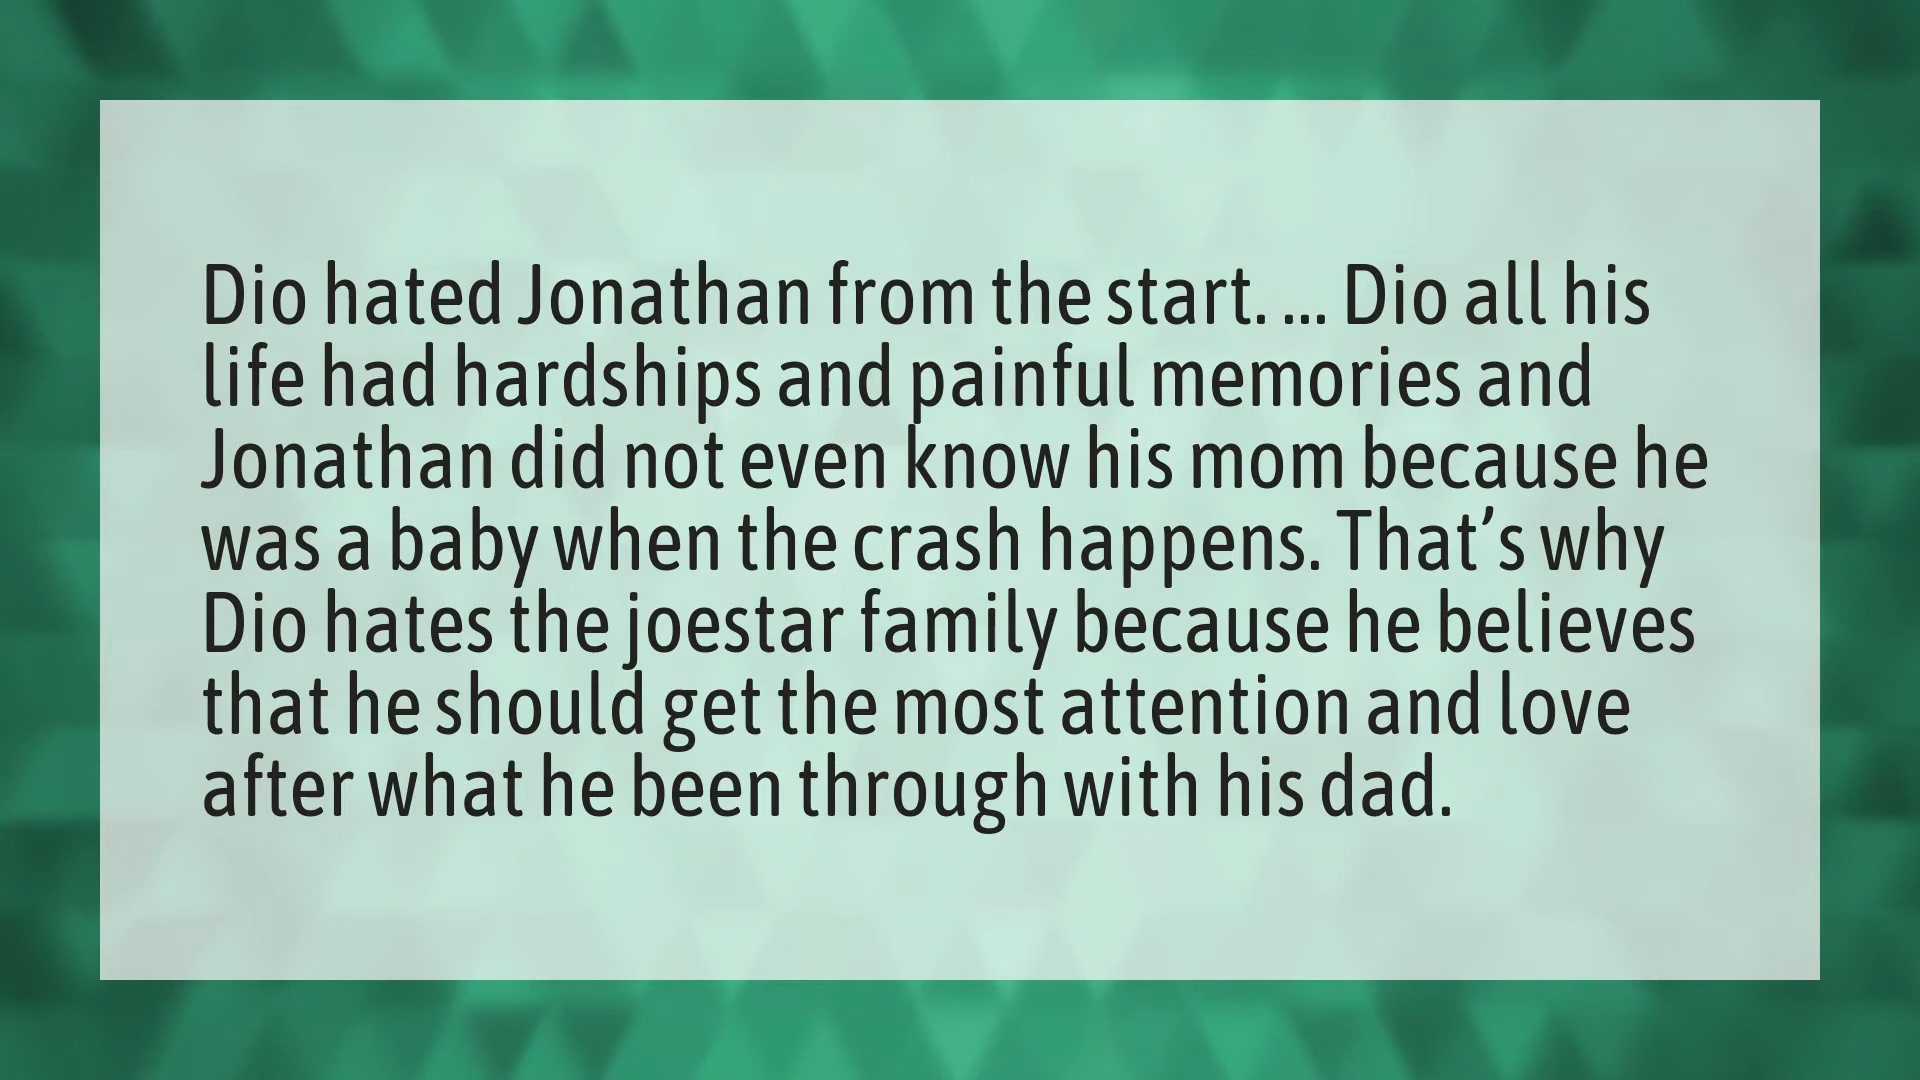 Dio hated Jonathan from the start. ... Dio all his
life had hardships and painful memories and
Jonathan did not even know his mom because he
was a baby when the crash happens. That’s why
Dio hates the joestar family because he believes
that he should get the most attention and love
after what he been through with his dad.